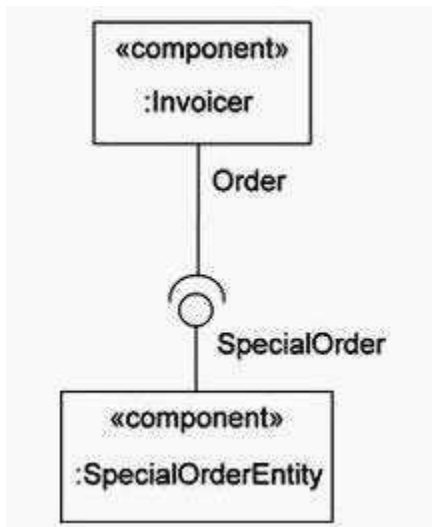 «component»
:Invoicer
Order
SpecialOrder
«component»
:SpecialOrderEntity